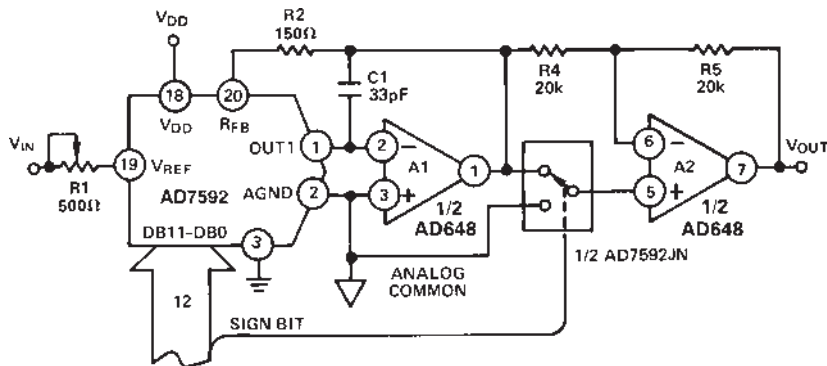 VDD
R2
150Ω
18
20
VDD
RFB
C1
33pF
R4
20k
R5
20k
VIN
19
VREF
R1
500Ω
AD7592
OUT1
1
2
−
A1
1
AGND
2
3
+
1/2
AD648
6
−
A2
7
VOUT
5
+
1/2
AD648
DB11–DB0
3
ANALOG
COMMON
1/2 AD7592JN
12
SIGN BIT